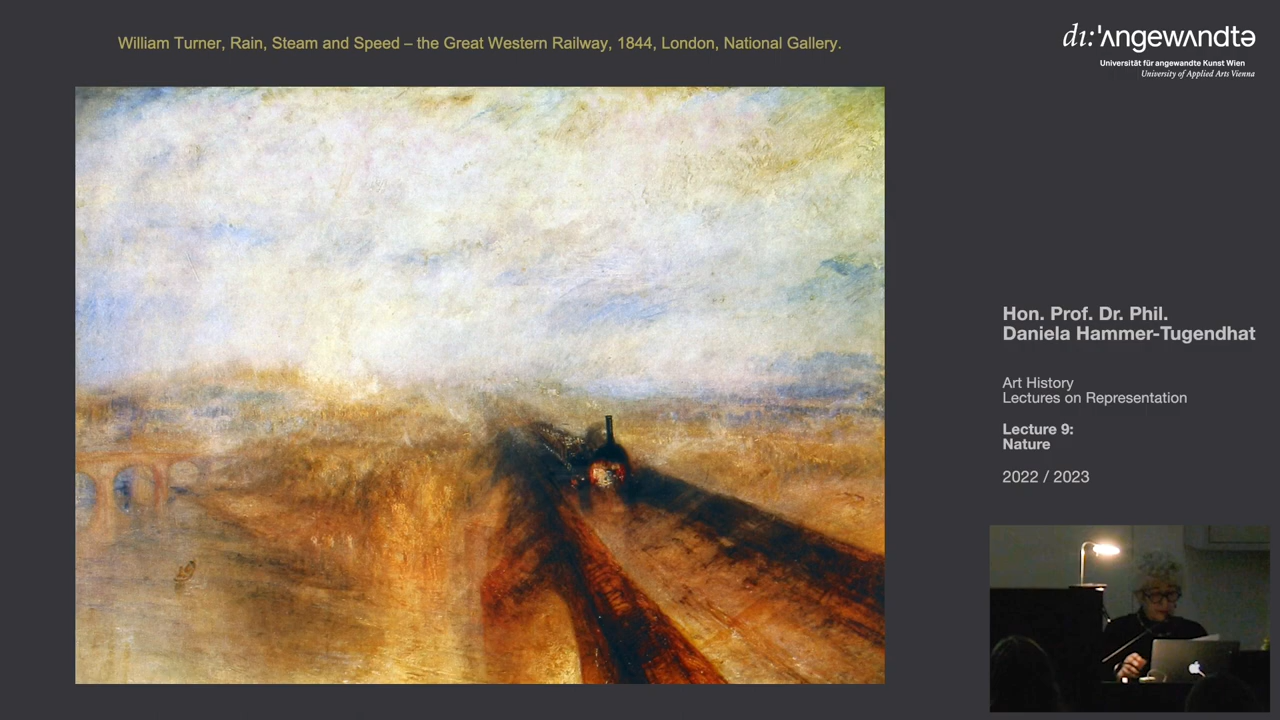 William Turner, Rain, Steam and Speed – the Great Western Railway, 1844, London, National Gallery.
dı:'ʌngewʌndtə
Universität für angewandte Kunst Wien
University of Applied Arts Vienna
Hon. Prof. Dr. Phil.
Daniela Hammer-Tugendhat
Art History
Lectures on Representation
Lecture 9:
Nature
2022 / 2023